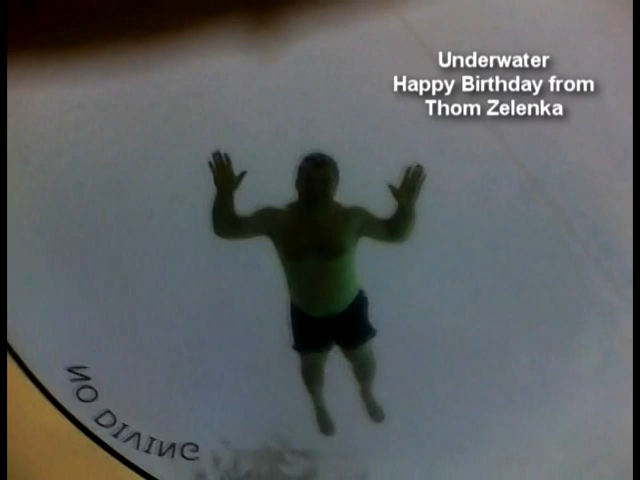 Underwater
Happy Birthday from
Thom Zelenka
NO DIVING